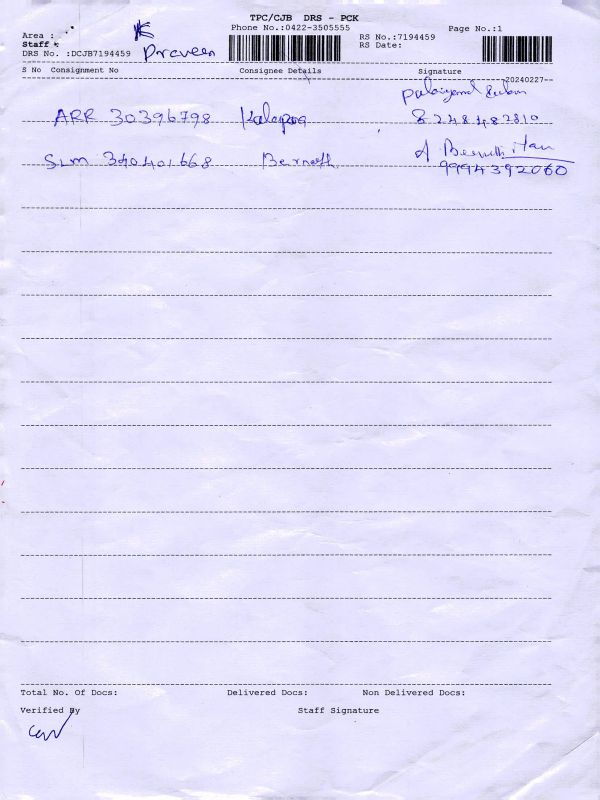 TPC/CJB DRS - PCK
Phone No.:0422-3505555
Page No.:1
Area :
RS No.:7194459
Staff :
Praveen
RS Date:
DRS No. :DCJB7194459
S No Consignment No Consignee Details Signature
20240227--
ARR 30396798 8248482810
SLM 340401668
9994392060
Total No. Of Docs: Delivered Docs: Non Delivered Docs:
Verified By Staff Signature